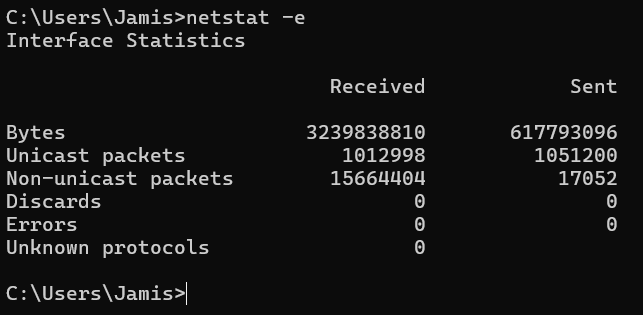 C:\Users\Jamis>netstat -e
Interface Statistics
Received Sent
Bytes 3239838810 617793096
Unicast packets 1012998 1051200
Non-unicast packets 15664404 17052
Discards 0 0
Errors 0 0
Unknown protocols 0
C:\Users\Jamis>